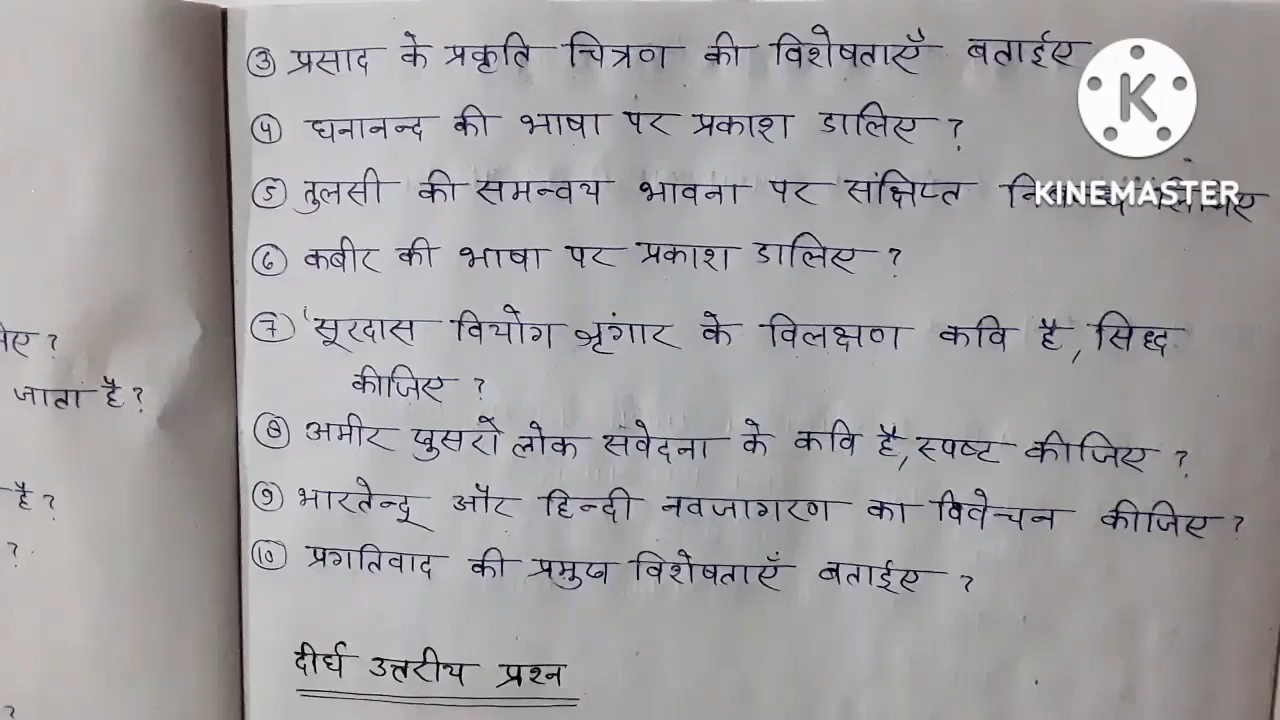 ③ प्रसाद के प्रकृति चित्रण की विशेषताएँ बताईए
④ घनानन्द की भाषा पर प्रकाश डालिए ?
⑤ तुलसी की समन्वय भावना पर संक्षिप्त
KINEMASTER
⑥ कबीर की भाषा पर प्रकाश डालिए ?
⑦ 'सूरदास वियोग श्रृंगार के विलक्षण कवि है, सिद्ध
कीजिए ?
⑧ अमीर खुसरो लोक संवेदना के कवि है, स्पष्ट कीजिए ?
⑨ भारतेन्दू और हिन्दी नवजागरण का विवेचन कीजिए ?
⑩ प्रगतिवाद की प्रमुख विशेषताएँ बताईए ?
दीर्घ उत्तरीय प्रश्न
जाता है ?
है ?
?
?